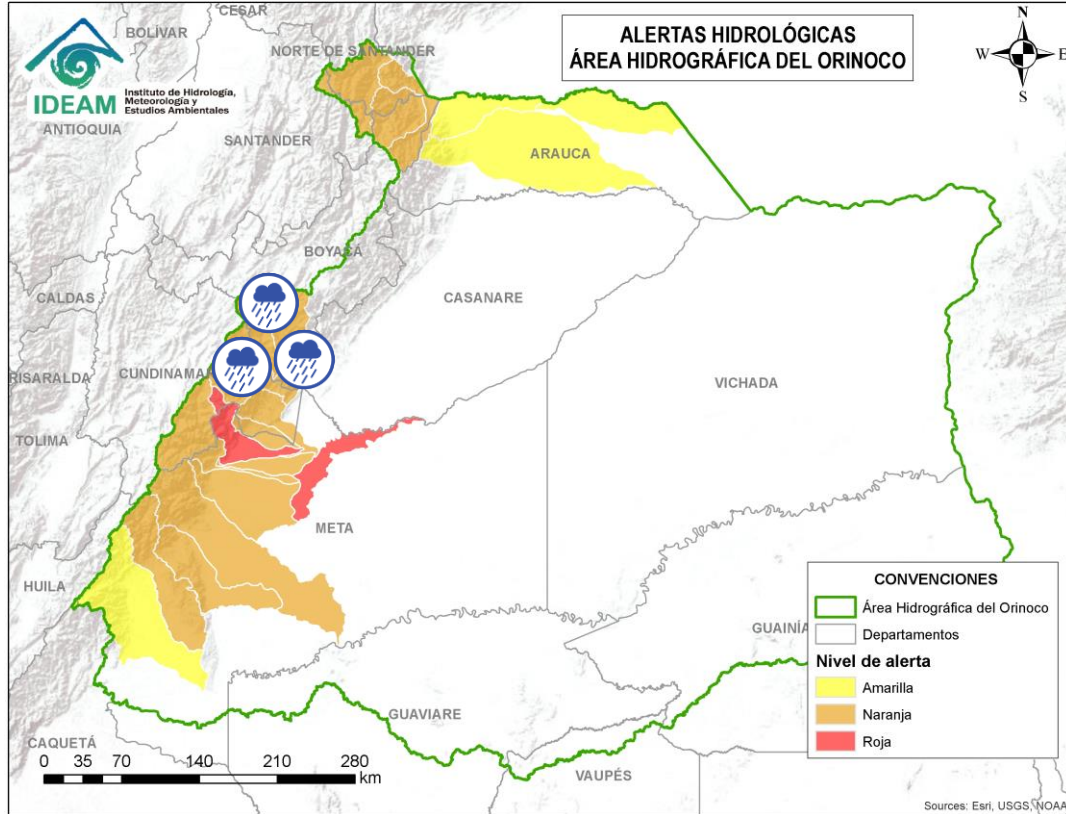 ALERTAS HIDROLÓGICAS
ÁREA HIDROGRÁFICA DEL ORINOCO
N
W
E
S
IDEAM
Instituto de Hidrología,
Meteorología y
Estudios Ambientales
CESAR
BOLÍVAR
NORTE DE SANTANDER
ANTIOQUIA
SANTANDER
ARAUCA
BOYACÁ
CASANARE
CALDAS
RISARALDA
CUNDINAMAR
VICHADA
TOLIMA
META
HUILA
GUAINÍA
GUAVIARE
CAQUETÁ
VAUPÉS
CONVENCIONES
Área Hidrográfica del Orinoco
Departamentos
Nivel de alerta
Amarilla
Naranja
Roja
0 35 70 140 210 280
km
Sources: Esri, USGS, NOAA